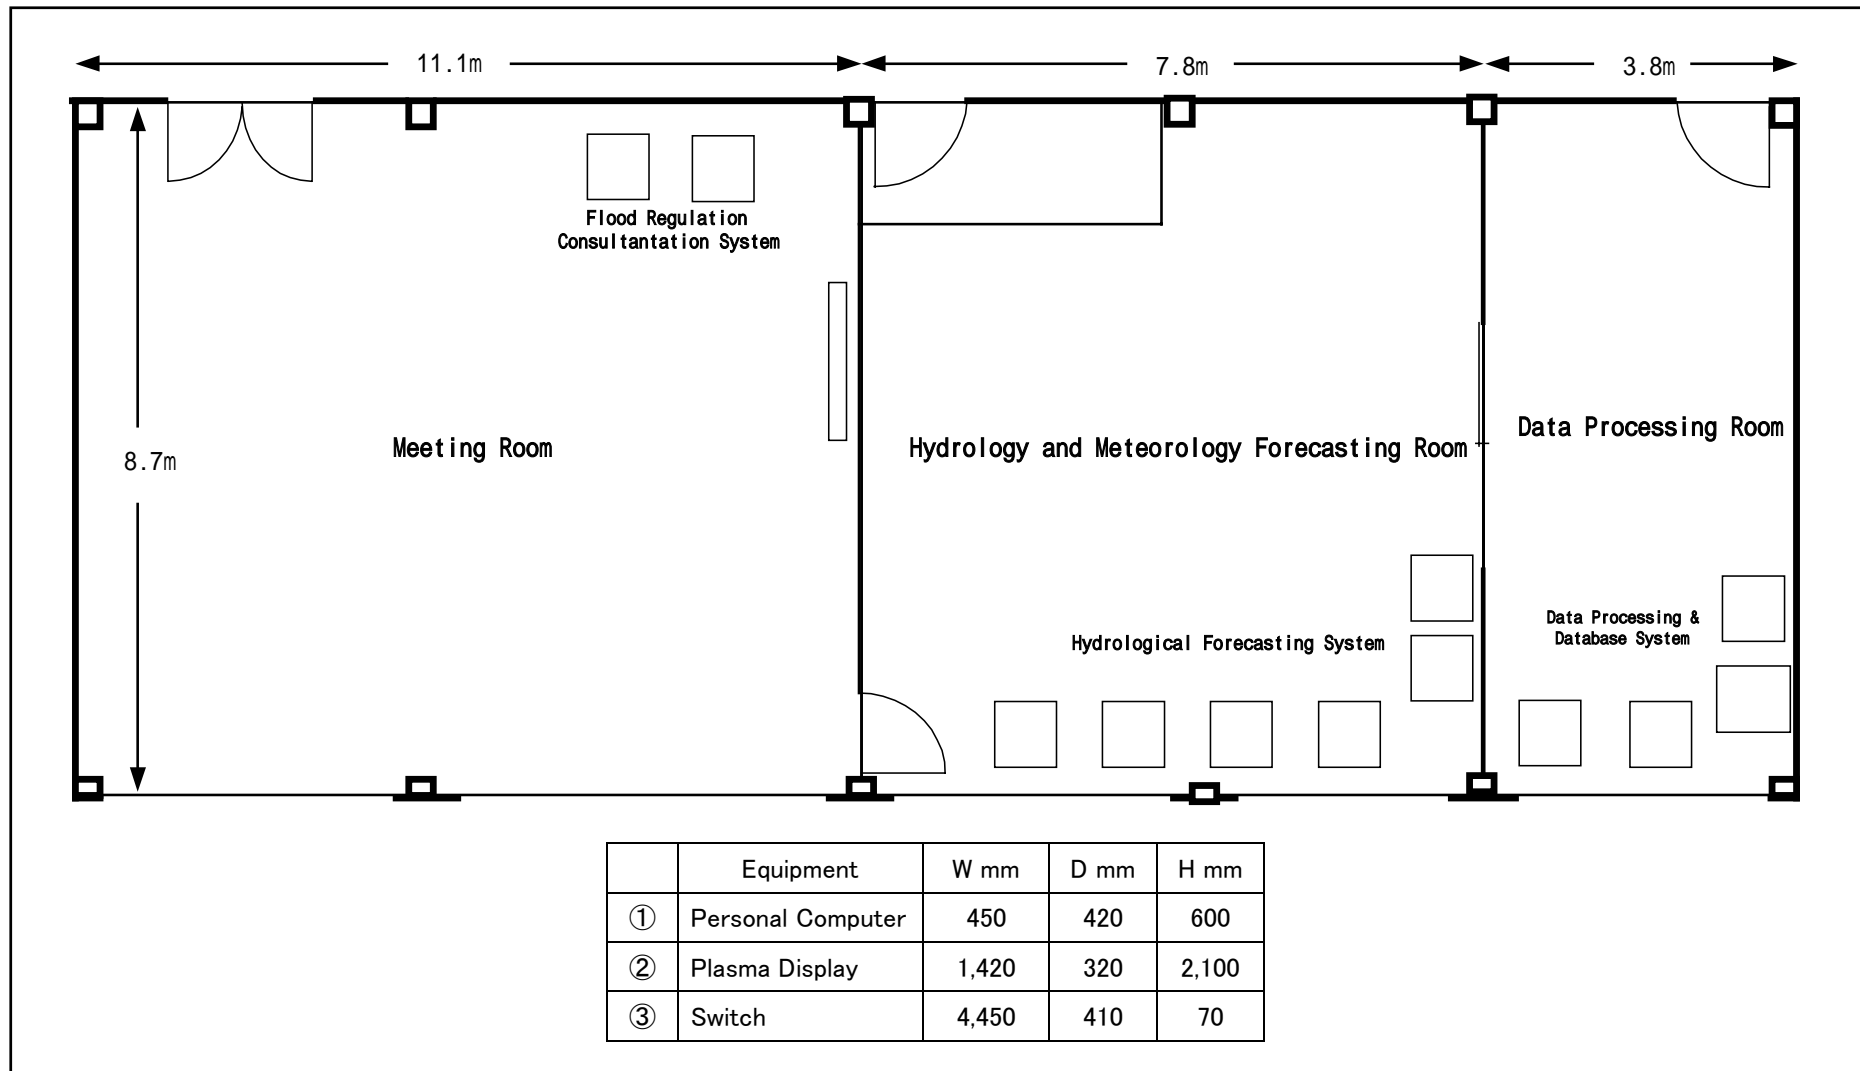 11.1m
7.8m
3.8m
Flood Regulation
Consultantation System
8.7m
Meeting Room
Hydrology and Meteorology Forecasting Room
Data Processing Room
Hydrological Forecasting System
Data Processing &
Database System
Equipment W mm D mm H mm
① Personal Computer 450 420 600
② Plasma Display 1,420 320 2,100
③ Switch 4,450 410 70